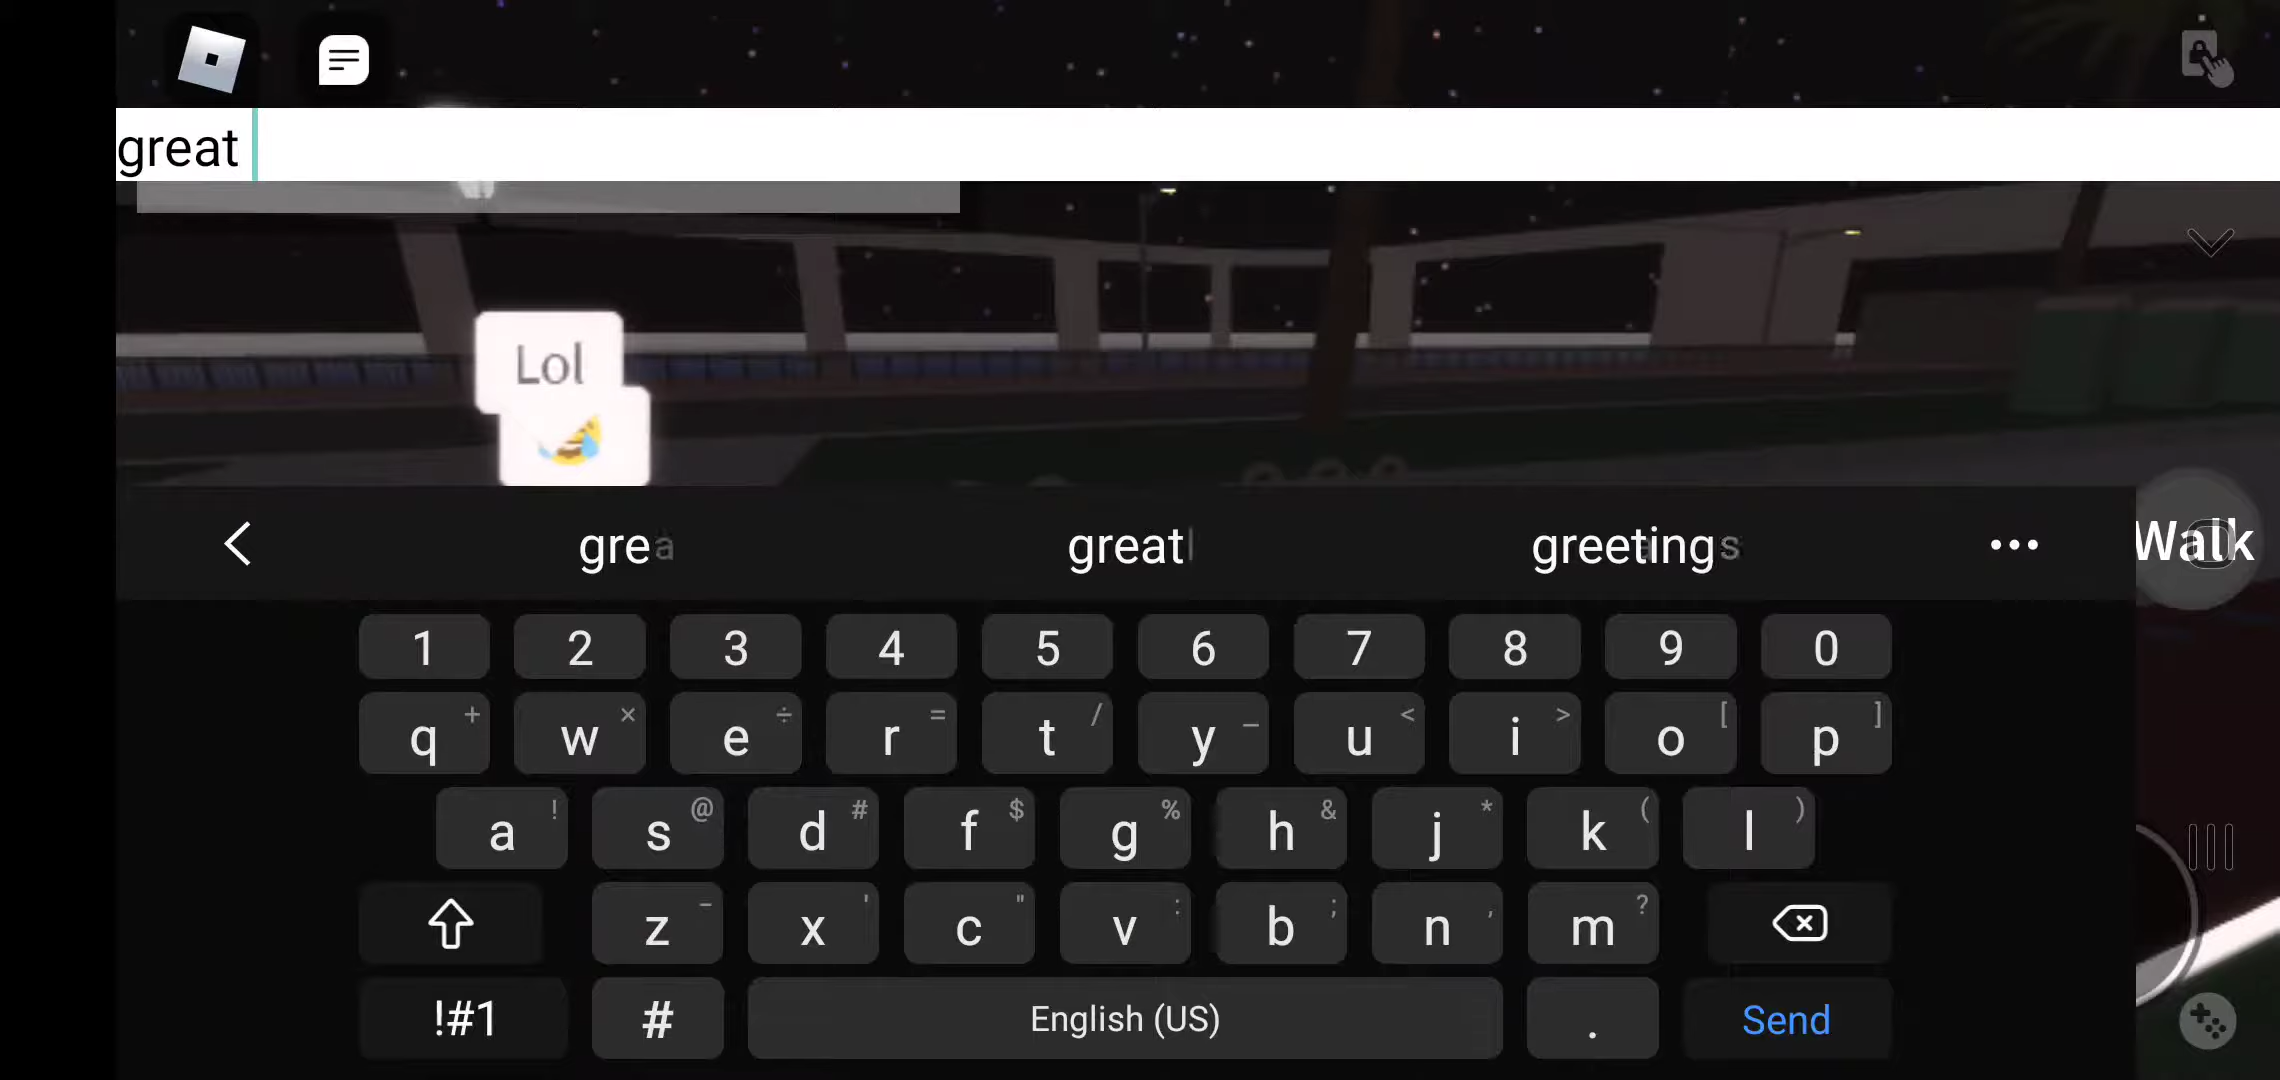 great
Lol
grea great greetings Walk
1 2 3 4 5 6 7 8 9 0
q + w × e ÷ r = t / y _ u < i > o [ p ]
a ! s @ d # f $ g % h & j * k ( l )
z - x ' c " v : b ; n , m ?
!#1 # English (US) . Send